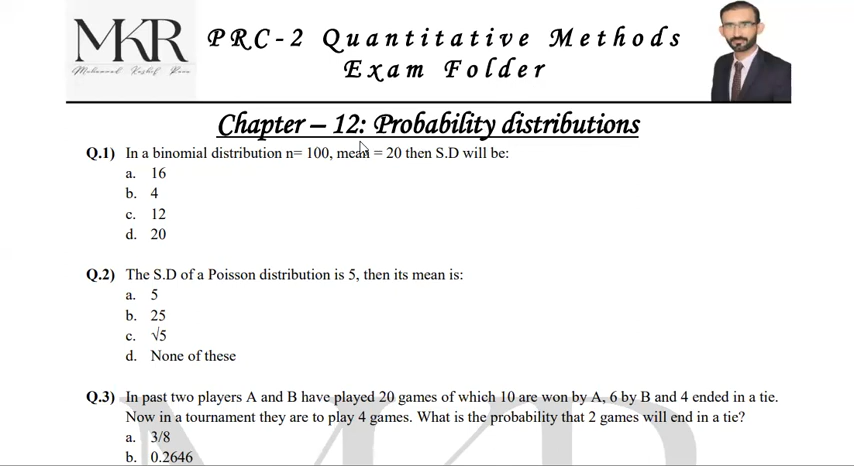 MKR
Muhammad Kashif Rana
PRC-2 Quantitative Methods
Exam Folder
Chapter – 12: Probability distributions
Q.1) In a binomial distribution n= 100, mean = 20 then S.D will be:
a. 16
b. 4
c. 12
d. 20
Q.2) The S.D of a Poisson distribution is 5, then its mean is:
a. 5
b. 25
c. √5
d. None of these
Q.3) In past two players A and B have played 20 games of which 10 are won by A, 6 by B and 4 ended in a tie.
Now in a tournament they are to play 4 games. What is the probability that 2 games will end in a tie?
a. 3/8
b. 0.2646